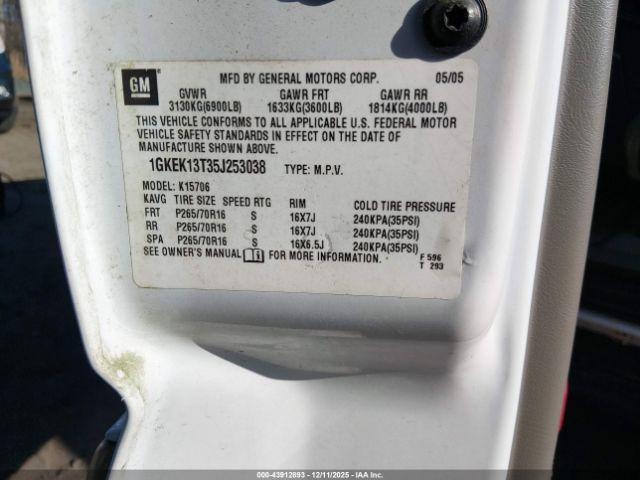 GM
MFD BY GENERAL MOTORS CORP. 05/05
GVWR GAWR FRT GAWR RR
3130KG(6900LB) 1633KG(3600LB) 1814KG(4000LB)
THIS VEHICLE CONFORMS TO ALL APPLICABLE U.S. FEDERAL MOTOR
VEHICLE SAFETY STANDARDS IN EFFECT ON THE DATE OF
MANUFACTURE SHOWN ABOVE.
1GKEK13T35J253038 TYPE: M.P.V.
MODEL: K15706
KAVG TIRE SIZE SPEED RTG RIM COLD TIRE PRESSURE
FRT P265/70R16 S 16X7J 240KPA(35PSI)
RR P265/70R16 S 16X7J 240KPA(35PSI)
SPA P265/70R16 S 16X6.5J 240KPA(35PSI)
SEE OWNER'S MANUAL FOR MORE INFORMATION. F 596
T 293
000-43912893 - 12/11/2025 - IAAI.COM